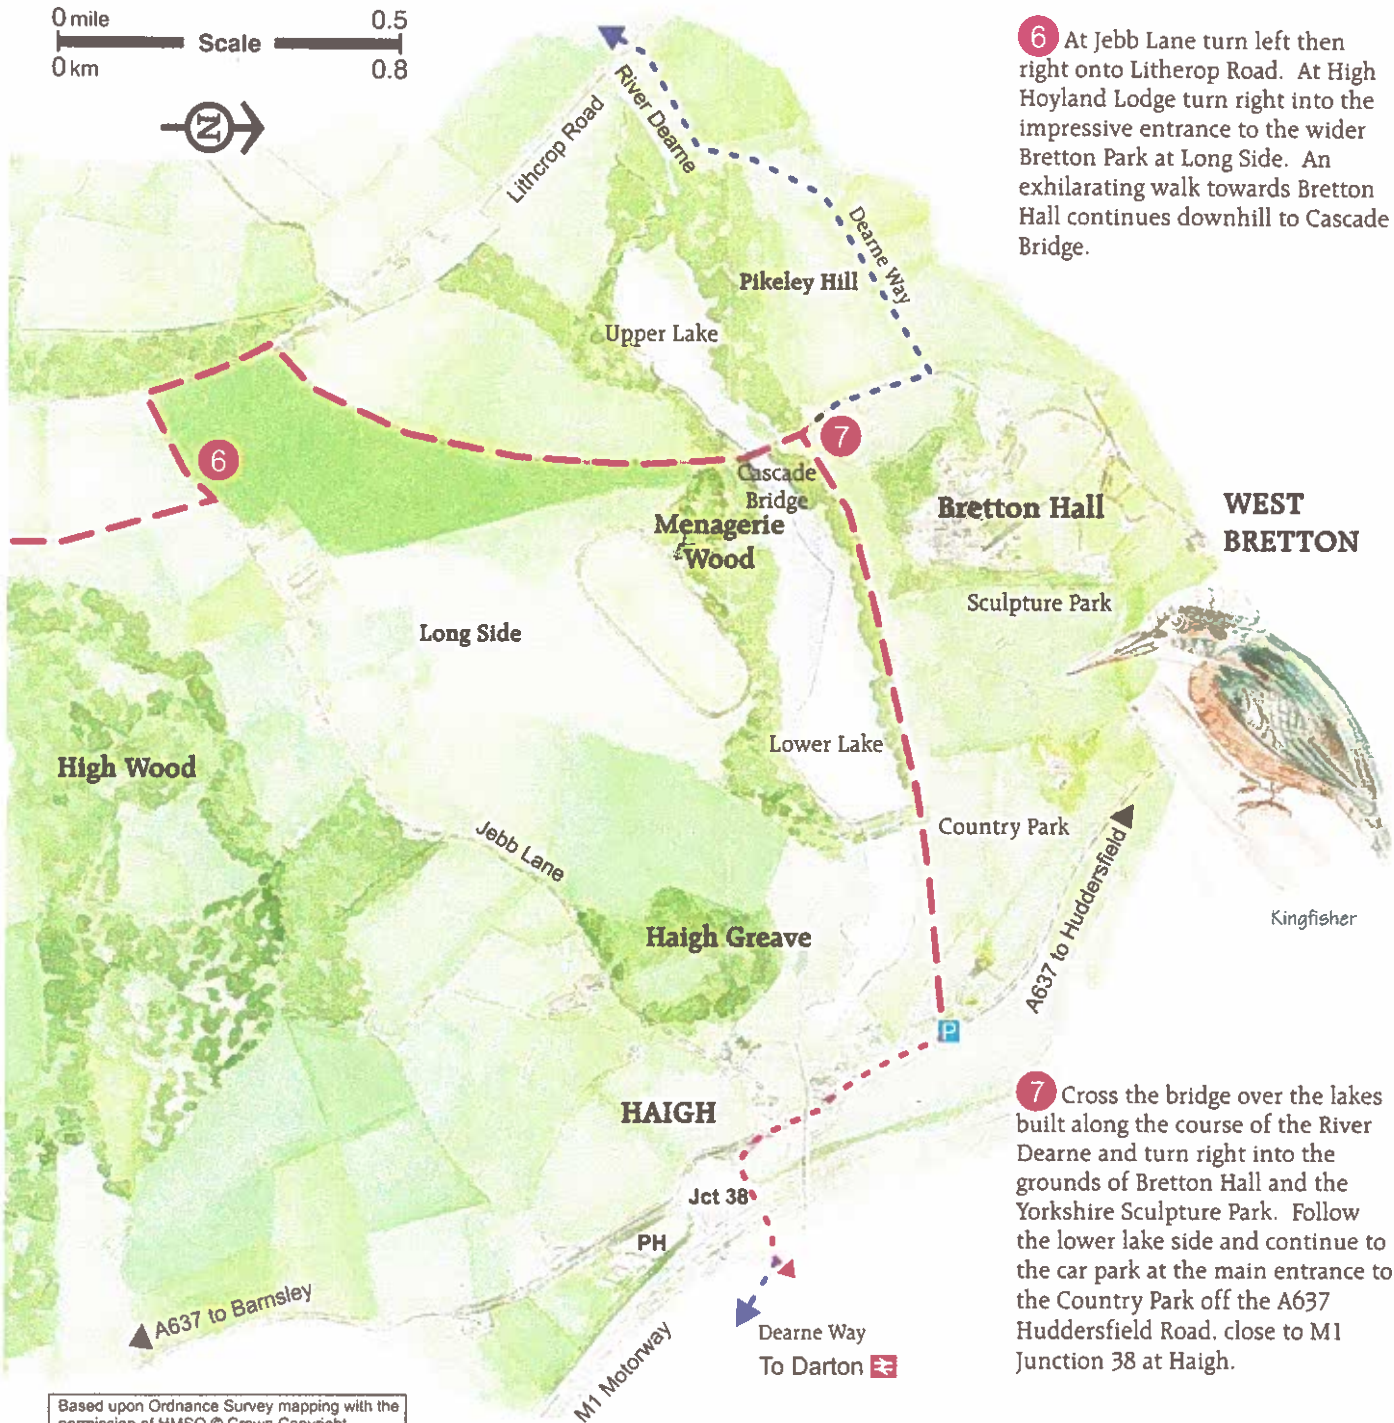 0 mile 0.5
Scale
0 km 0.8
N
6 At Jebb Lane turn left then
right onto Litherop Road. At High
Hoyland Lodge turn right into the
impressive entrance to the wider
Bretton Park at Long Side. An
exhilarating walk towards Bretton
Hall continues downhill to Cascade
Bridge.
River Dearne
Lithcrop Road
Dearne Way
Pikeley Hill
Upper Lake
6
7
Cascade
Bridge
Bretton Hall
WEST
BRETTON
Menagerie
Wood
Sculpture Park
Long Side
High Wood
Lower Lake
Jebb Lane
Country Park
A637 to Huddersfield
Kingfisher
Haigh Greave
P
HAIGH
Jct 38
PH
A637 to Barnsley
M1 Motorway
Dearne Way
To Darton
7 Cross the bridge over the lakes
built along the course of the River
Dearne and turn right into the
grounds of Bretton Hall and the
Yorkshire Sculpture Park. Follow
the lower lake side and continue to
the car park at the main entrance to
the Country Park off the A637
Huddersfield Road, close to M1
Junction 38 at Haigh.
Based upon Ordnance Survey mapping with the
permission of HMSO © Crown Copyright